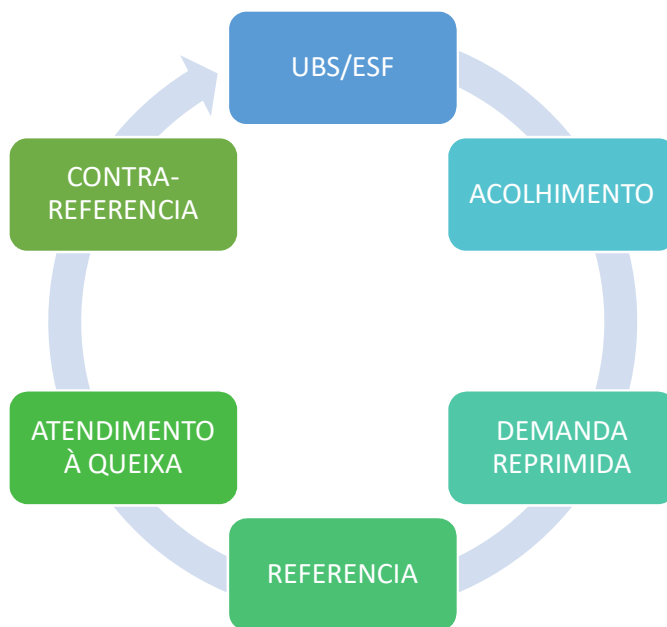 UBS/ESF
ACOLHIMENTO
DEMANDA
REPRIMIDA
REFERENCIA
ATENDIMENTO
À QUEIXA
CONTRA-
REFERENCIA